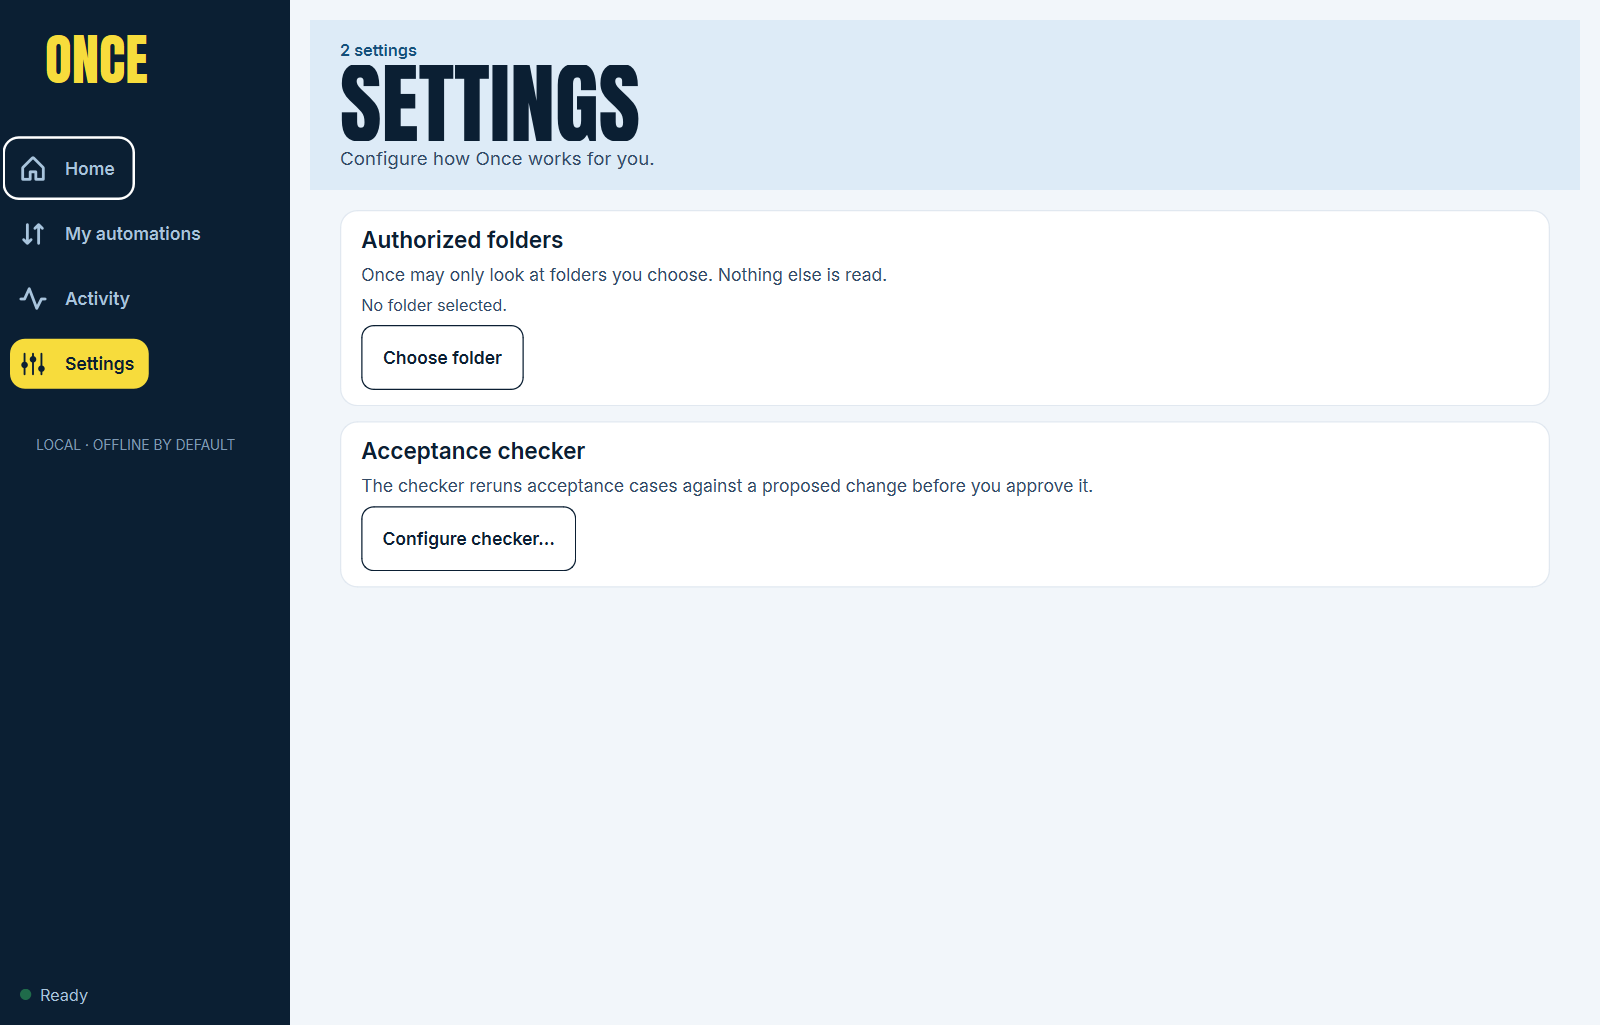 ONCE
Home
My automations
Activity
Settings
LOCAL · OFFLINE BY DEFAULT
Ready
2 settings
SETTINGS
Configure how Once works for you.
Authorized folders
Once may only look at folders you choose. Nothing else is read.
No folder selected.
Choose folder
Acceptance checker
The checker reruns acceptance cases against a proposed change before you approve it.
Configure checker...